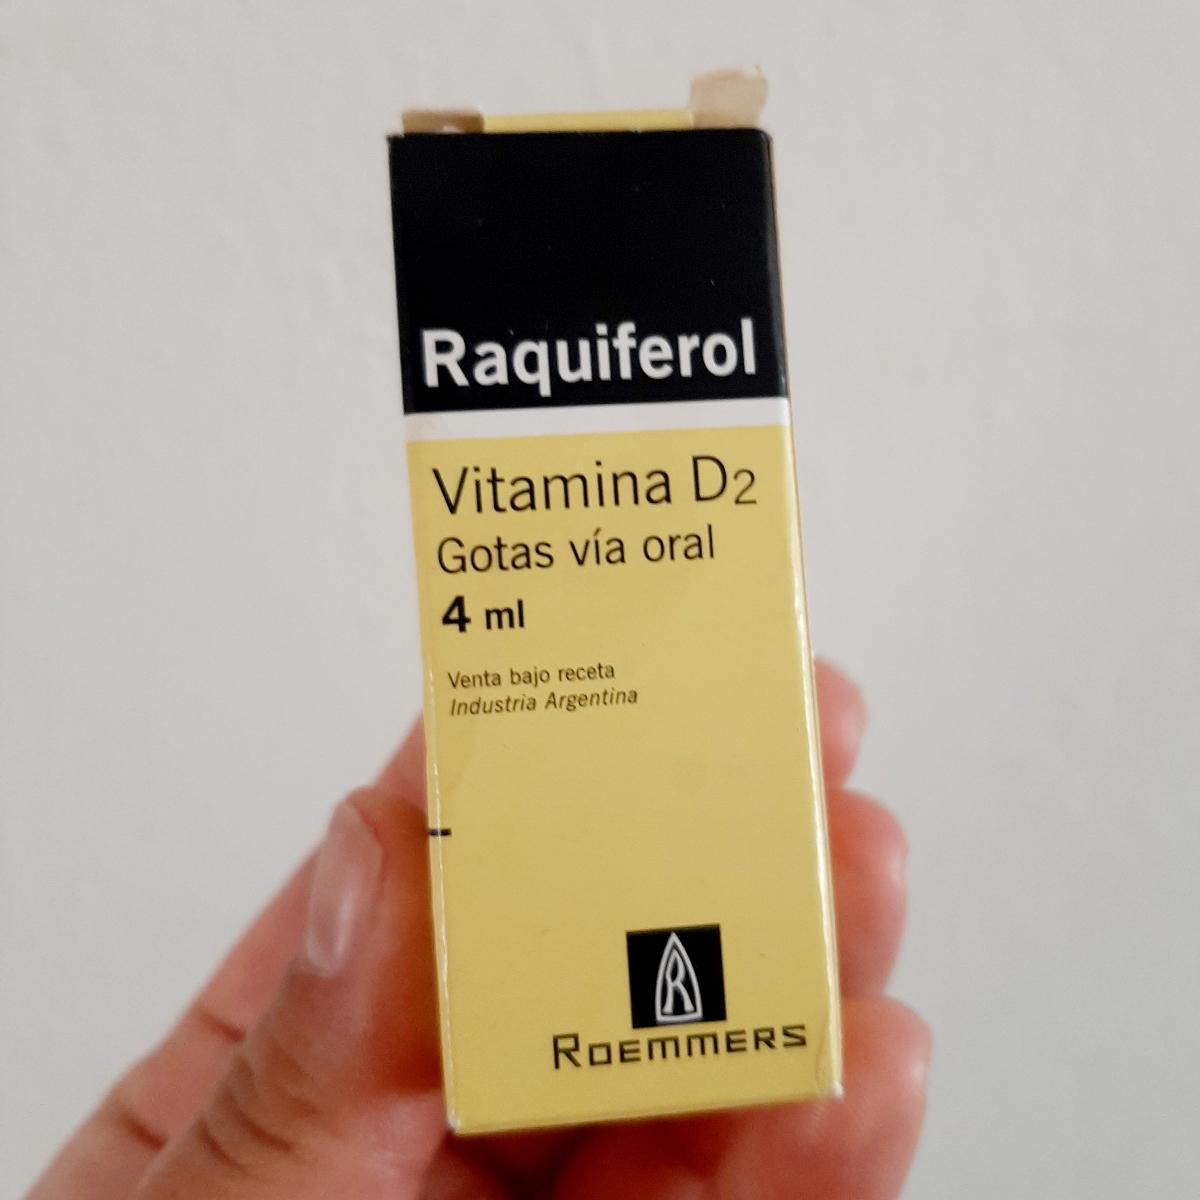 Raquiferol
Vitamina D2
Gotas vía oral
4 ml
Venta bajo receta
Industria Argentina
R
ROEMMERS